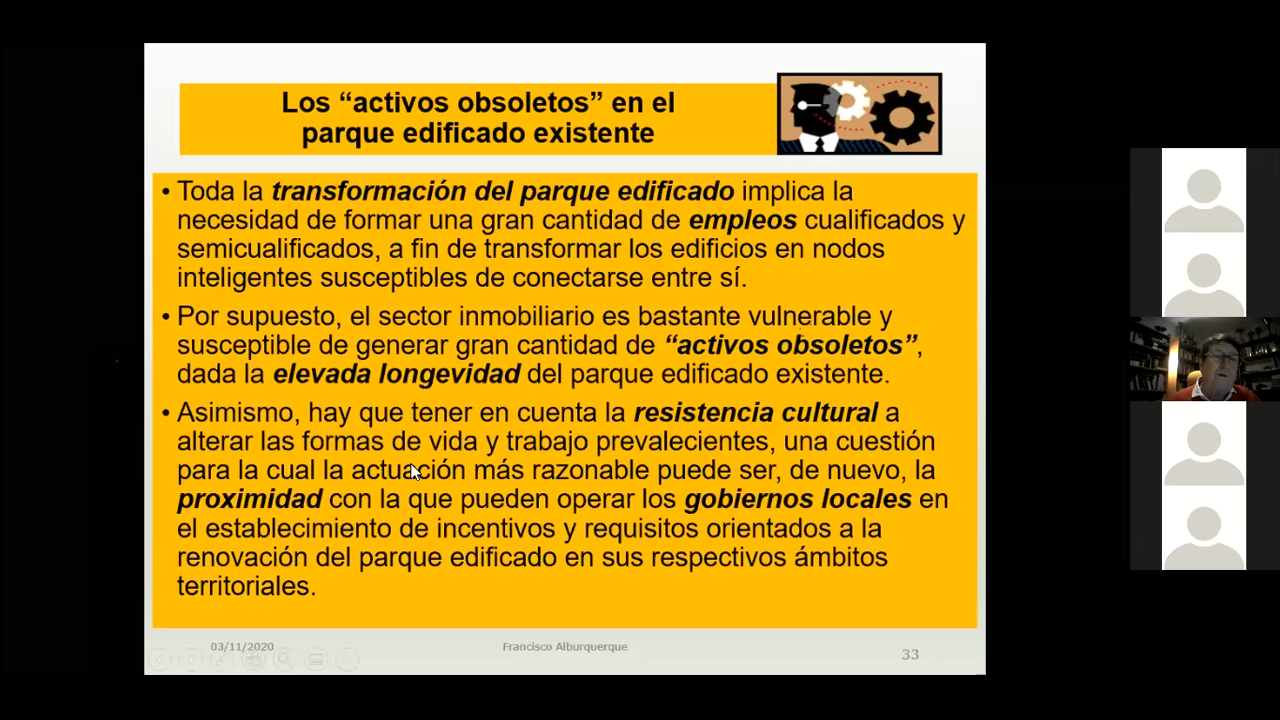 Los “activos obsoletos” en el
parque edificado existente
• Toda la transformación del parque edificado implica la
necesidad de formar una gran cantidad de empleos cualificados y
semicualificados, a fin de transformar los edificios en nodos
inteligentes susceptibles de conectarse entre sí.
• Por supuesto, el sector inmobiliario es bastante vulnerable y
susceptible de generar gran cantidad de “activos obsoletos”,
dada la elevada longevidad del parque edificado existente.
• Asimismo, hay que tener en cuenta la resistencia cultural a
alterar las formas de vida y trabajo prevalecientes, una cuestión
para la cual la actuación más razonable puede ser, de nuevo, la
proximidad con la que pueden operar los gobiernos locales en
el establecimiento de incentivos y requisitos orientados a la
renovación del parque edificado en sus respectivos ámbitos
territoriales.
03/11/2020
Francisco Alburquerque
33